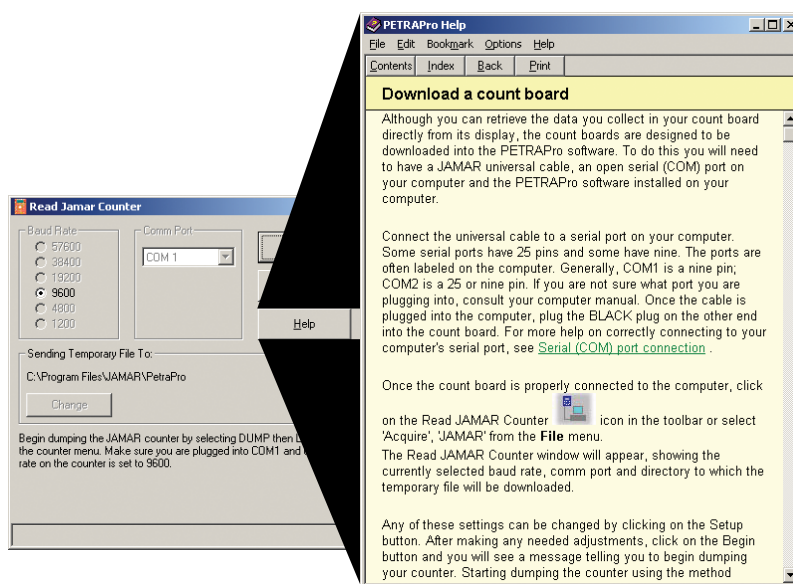 PETRAPro Help
File Edit Bookmark Options Help
Contents Index Back Print
Download a count board
Although you can retrieve the data you collect in your count board
directly from its display, the count boards are designed to be
downloaded into the PETRAPro software. To do this you will need
to have a JAMAR universal cable, an open serial (COM) port on
your computer and the PETRAPro software installed on your
computer.
Connect the universal cable to a serial port on your computer.
Some serial ports have 25 pins and some have nine. The ports are
often labeled on the computer. Generally, COM1 is a nine pin;
COM2 is a 25 or nine pin. If you are not sure what port you are
plugging into, consult your computer manual. Once the cable is
plugged into the computer, plug the BLACK plug on the other end
into the count board. For more help on correctly connecting to your
computer's serial port, see Serial (COM) port connection .
Once the count board is properly connected to the computer, click
on the Read JAMAR Counter icon in the toolbar or select
'Acquire', 'JAMAR' from the File menu.
The Read JAMAR Counter window will appear, showing the
currently selected baud rate, comm port and directory to which the
temporary file will be downloaded.
Any of these settings can be changed by clicking on the Setup
button. After making any needed adjustments, click on the Begin
button and you will see a message telling you to begin dumping
your counter. Starting dumping the counter using the method
Read Jamar Counter
Baud Rate
57600
38400
19200
9600
4800
1200
Comm Port
COM 1
Help
Sending Temporary File To:
C:\Program Files\JAMAR\PetraPro
Change
Begin dumping the JAMAR counter by selecting DUMP then
the counter menu. Make sure you are plugged into COM1 and
rate on the counter is set to 9600.